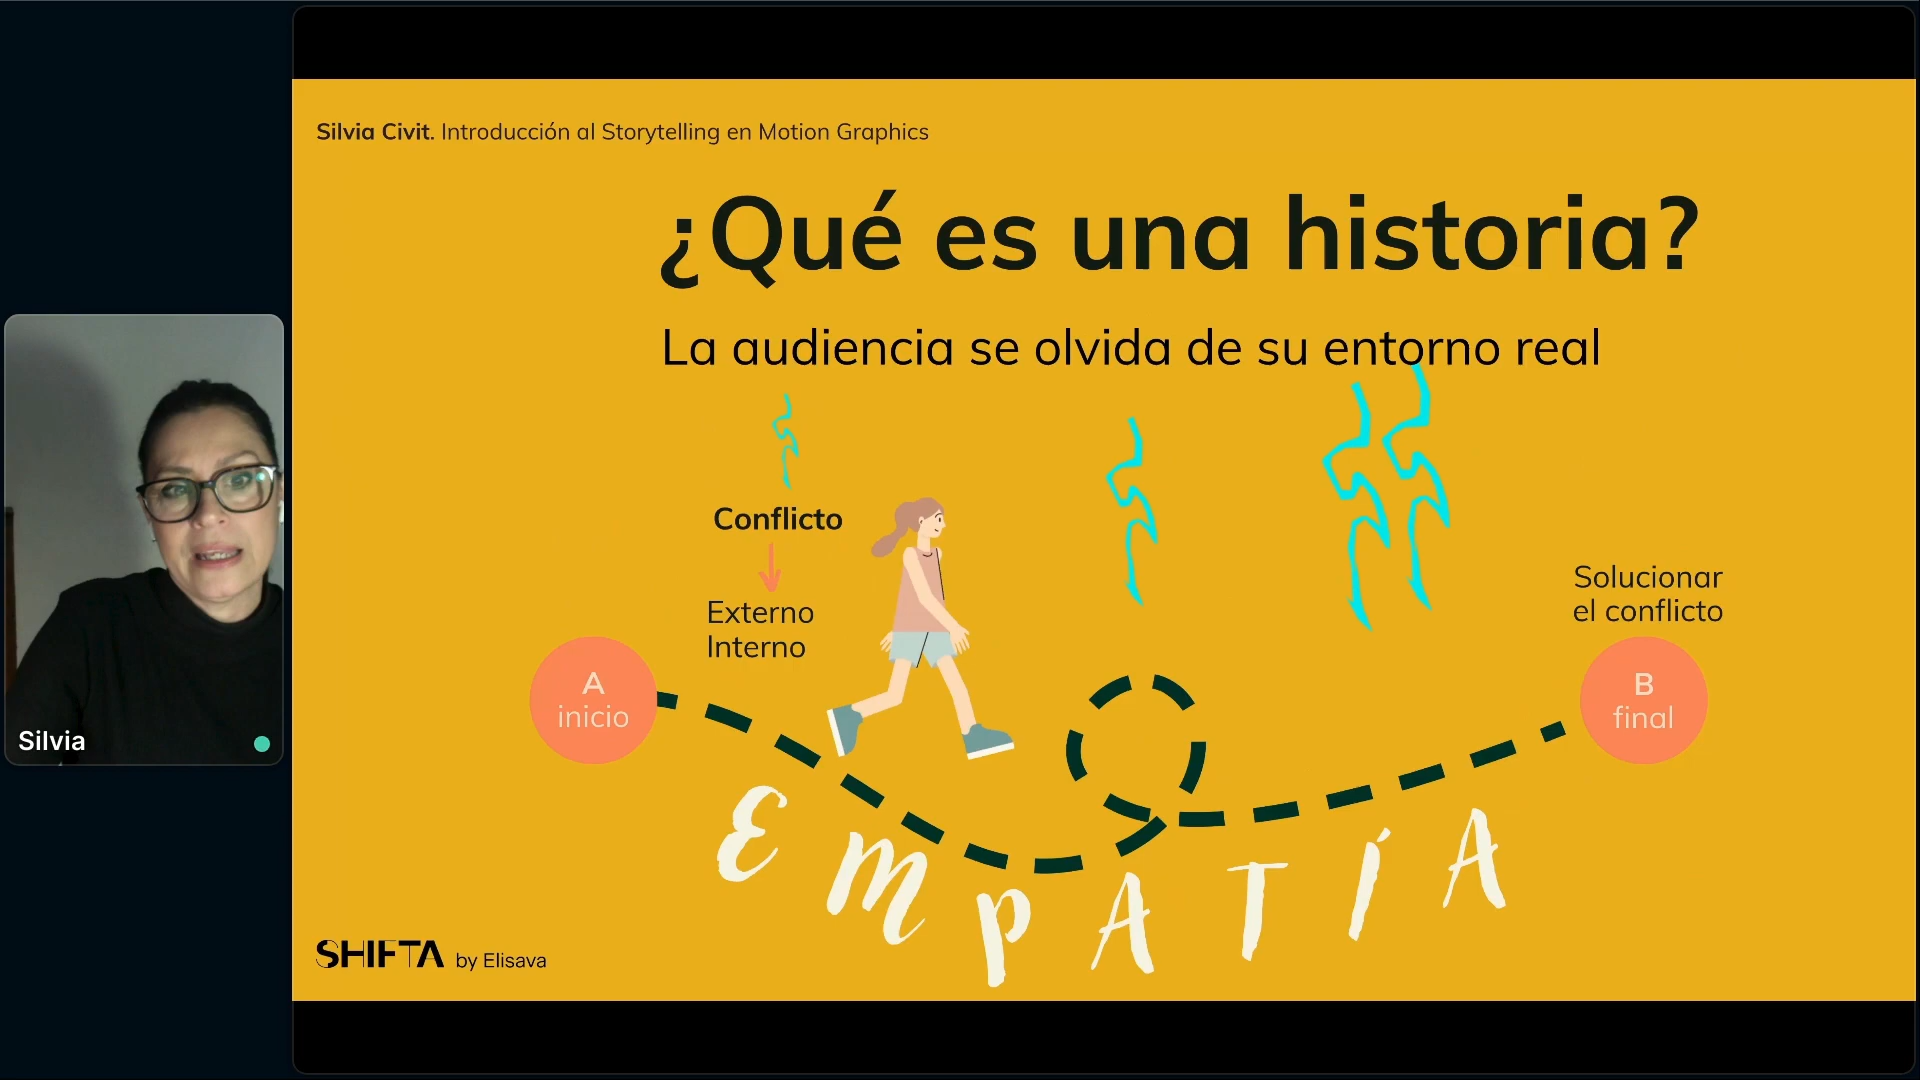 Silvia Civit. Introducción al Storytelling en Motion Graphics
¿Qué es una historia?
La audiencia se olvida de su entorno real
Conflicto
Externo
Interno
Solucionar
el conflicto
A
inicio
B
final
EMPATÍA
SHIFTA by Elisava
Silvia